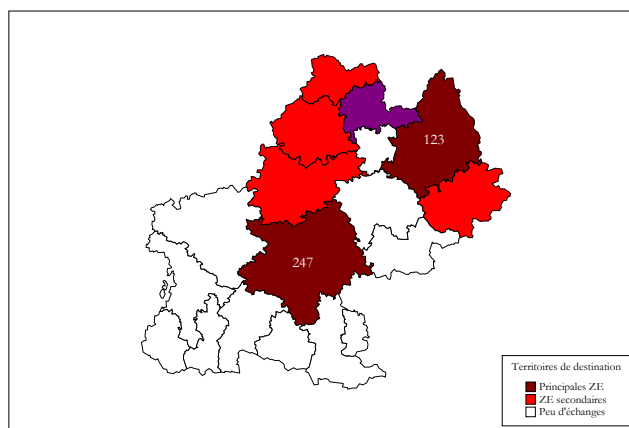 123
247
Territoires de destination
Principales ZE
ZE secondaires
Peu d'échanges